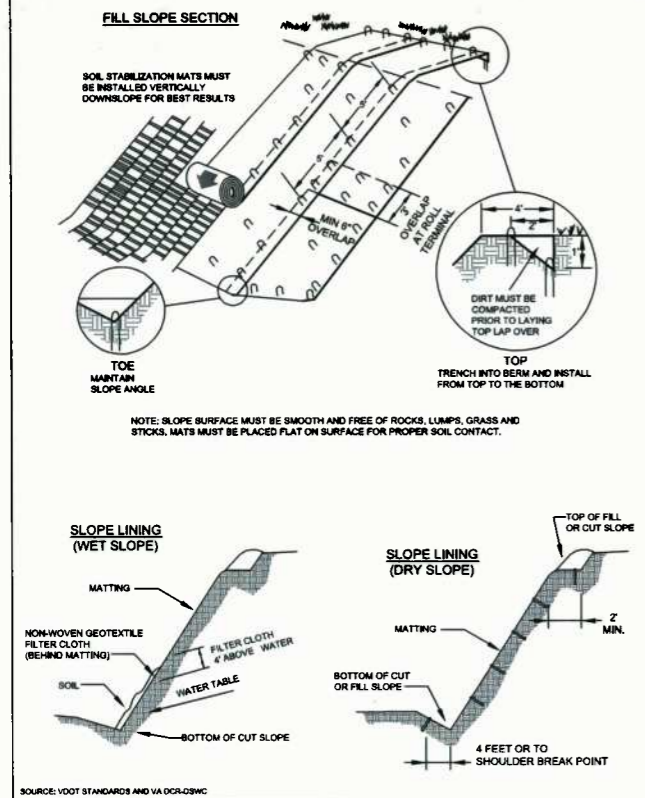 FILL SLOPE SECTION
SOIL STABILIZATION MATS MUST
BE INSTALLED VERTICALLY
DOWNSLOPE FOR BEST RESULTS
3'
6'
MIN 6"
OVERLAP
3'
OVERLAP
AT ROLL
TERMINAL
4'
2'
1'
DIRT MUST BE
COMPACTED
PRIOR TO LAYING
TOP LAP OVER
TOE
MAINTAIN
SLOPE ANGLE
TOP
TRENCH INTO BERM AND INSTALL
FROM TOP TO THE BOTTOM
NOTE: SLOPE SURFACE MUST BE SMOOTH AND FREE OF ROCKS, LUMPS, GRASS AND
STICKS. MATS MUST BE PLACED FLAT ON SURFACE FOR PROPER SOIL CONTACT.
SLOPE LINING
(WET SLOPE)
MATTING
NON-WOVEN GEOTEXTILE
FILTER CLOTH
(BEHIND MATTING)
SOIL
FILTER CLOTH
4' ABOVE WATER
WATER TABLE
BOTTOM OF CUT SLOPE
TOP OF FILL
OR CUT SLOPE
SLOPE LINING
(DRY SLOPE)
2'
MIN.
MATTING
BOTTOM OF CUT
OR FILL SLOPE
4 FEET OR TO
SHOULDER BREAK POINT
SOURCE: VDOT STANDARDS AND VA DCR-DSWC